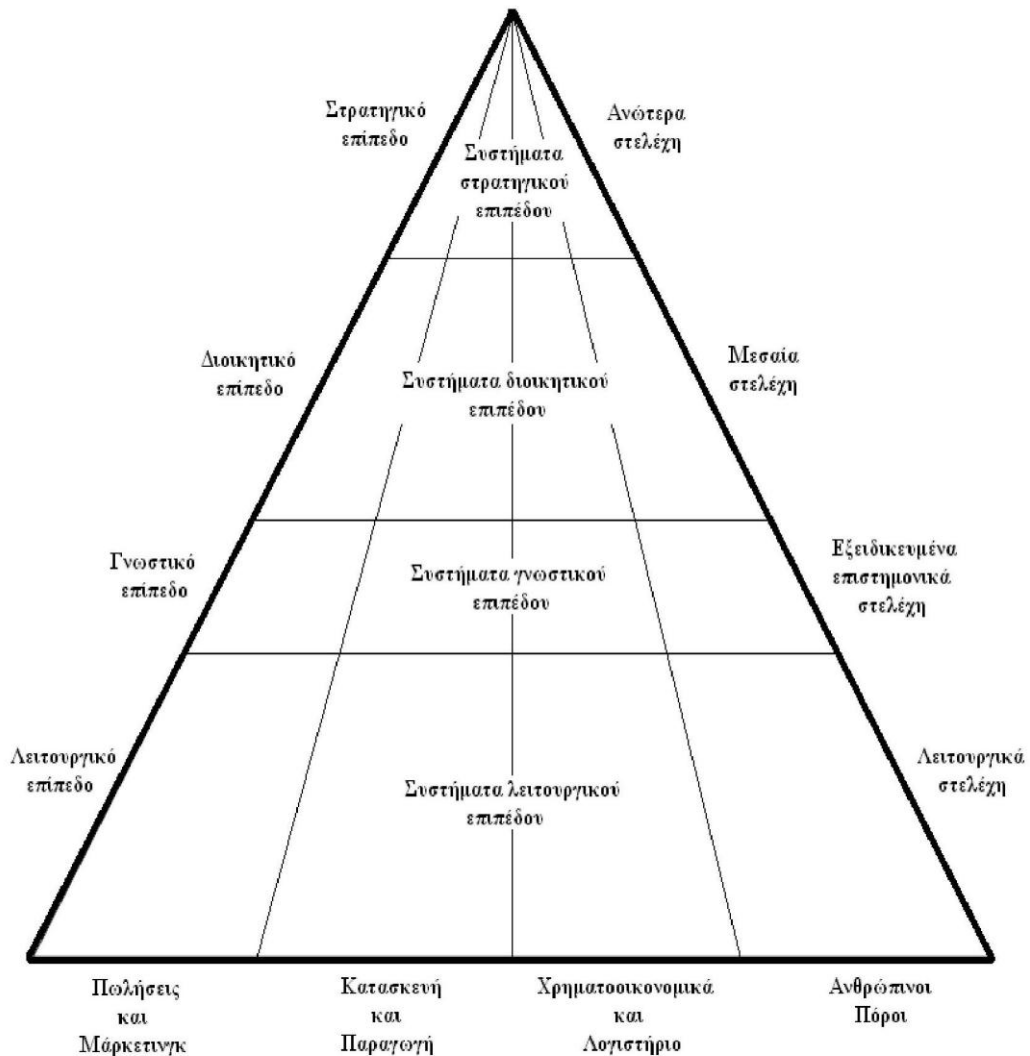 Στρατηγικό
επίπεδο
Ανώτερα
στελέχη
Συστήματα
στρατηγικού
επιπέδου
Διοικητικό
επίπεδο
Συστήματα διοικητικού
επιπέδου
Μεσαία
στελέχη
Γνωστικό
επίπεδο
Συστήματα γνωστικού
επιπέδου
Εξειδικευμένα
επιστημονικά
στελέχη
Λειτουργικό
επίπεδο
Συστήματα λειτουργικού
επιπέδου
Λειτουργικά
στελέχη
Πωλήσεις
και
Μάρκετινγκ
Κατασκευή
και
Παραγωγή
Χρηματοοικονομικά
και
Λογιστήριο
Ανθρώπινοι
Πόροι